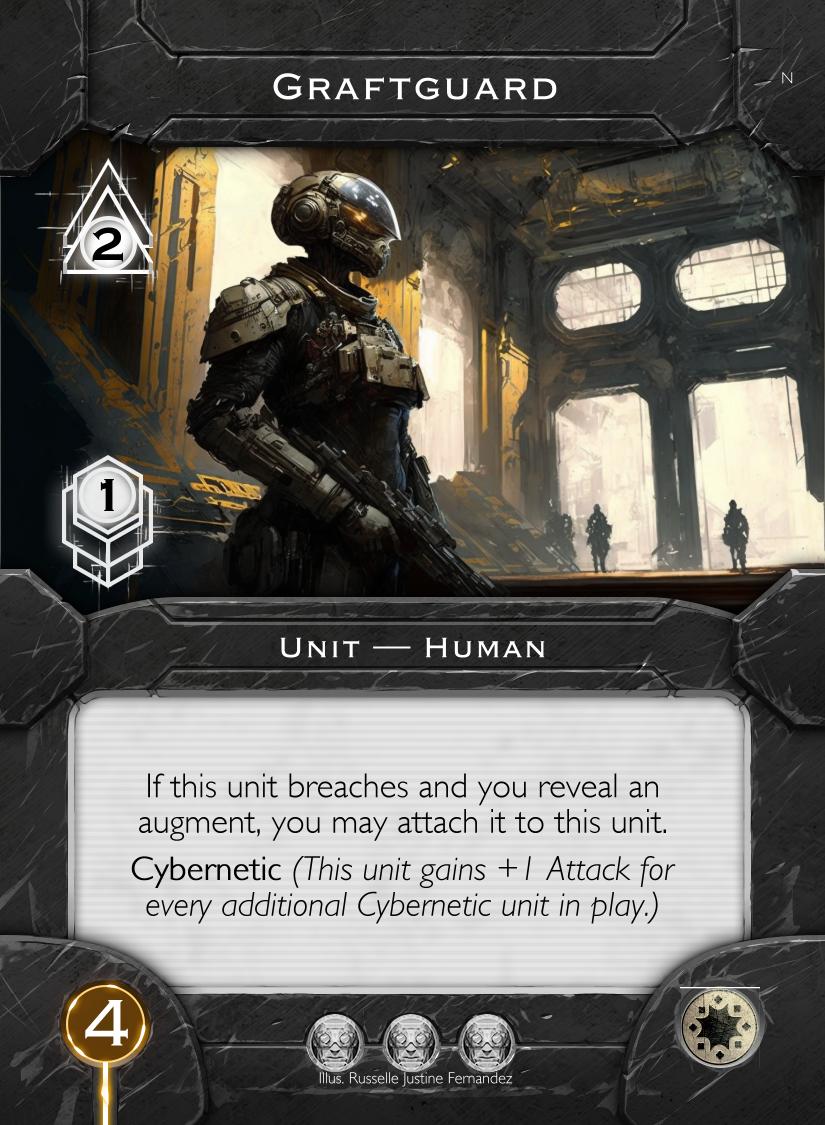 Graftguard
N
2
1
Unit — Human
If this unit breaches and you reveal an
augment, you may attach it to this unit.
Cybernetic (This unit gains +1 Attack for
every additional Cybernetic unit in play.)
4
Illus. Russelle Justine Fernandez